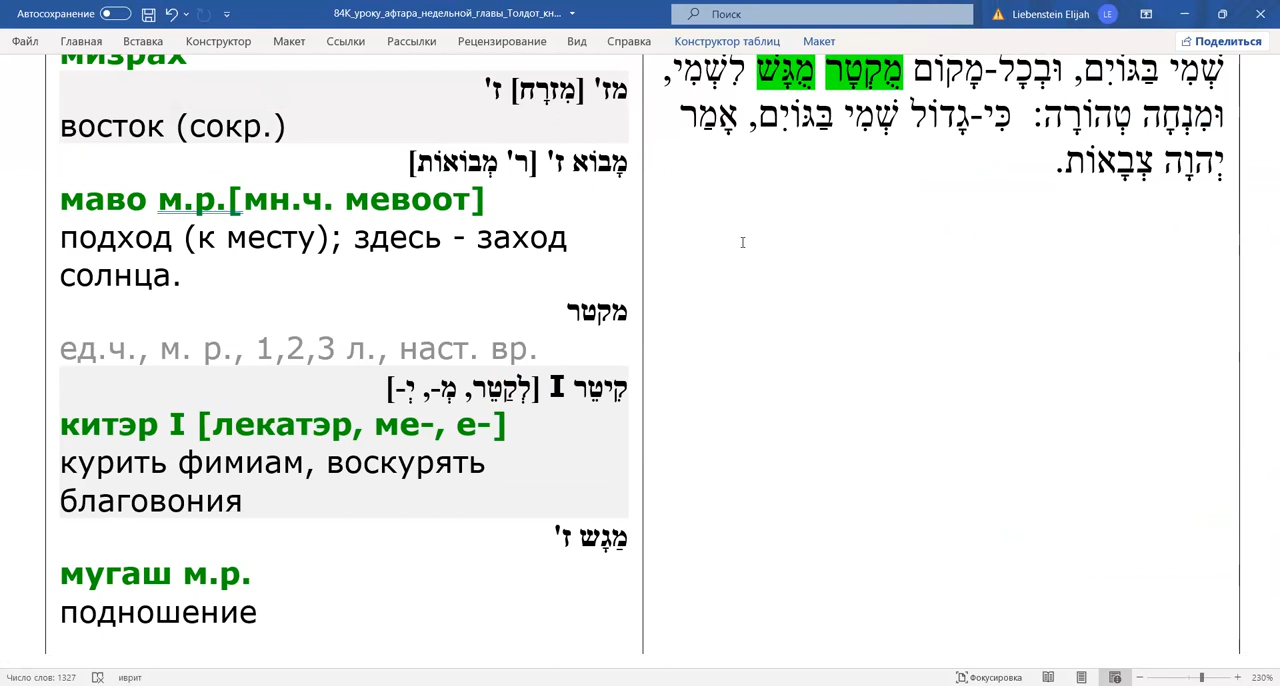 Автосохранение
84К_уроку_афтара_недельной_главы_Толдот_кн...
Поиск
Liebenstein Elijah
LE
Файл Главная Вставка Конструктор Макет Ссылки Рассылки Рецензирование Вид Справка Конструктор таблиц Макет
Поделиться
мизрах
מז' [מִזרָח] ז'
восток (сокр.)
מָבוֹא ז' [ר' מְבוֹאוֹת]
маво м.р.[мн.ч. мевоот]
подход (к месту); здесь - заход
солнца.
מקטר
ед.ч., м. р., 1,2,3 л., наст. вр.
קִיטֵר I [לְקַטֵר, מְ-, יְ-]
китэр I [лекатэр, ме-, е-]
курить фимиам, воскурять
благовония
מַגָש ז'
мугаш м.р.
подношение
שְׁמִי בַּגּוֹיִם, וּבְכָל-מָקוֹם מֻקְטָר מֻגָּשׁ לִשְׁמִי,
וּמִנְחָה טְהוֹרָה: כִּי-גָדוֹל שְׁמִי בַּגּוֹיִם, אָמַר
יְהוָה צְבָאוֹת.
Число слов: 1327
иврит
Фокусировка
230%